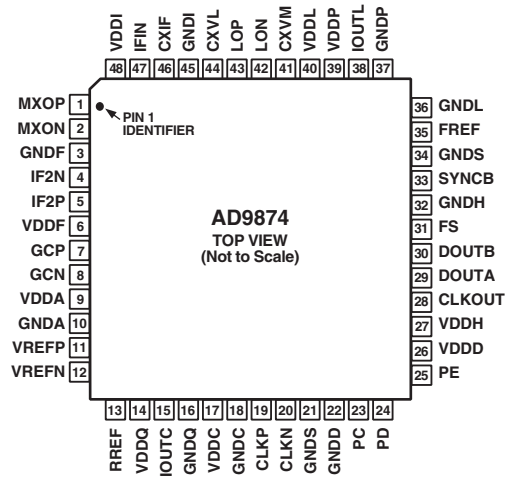 VDDI IFIN CXIF GNDI CXVL LOP LON CXVM VDDL VDDP IOUTL GNDP
48 47 46 45 44 43 42 41 40 39 38 37
MXOP 1
MXON 2
GNDF 3
IF2N 4
IF2P 5
VDDF 6
GCP 7
GCN 8
VDDA 9
GNDA 10
VREFP 11
VREFN 12
PIN 1
IDENTIFIER
AD9874
TOP VIEW
(Not to Scale)
36 GNDL
35 FREF
34 GNDS
33 SYNCB
32 GNDH
31 FS
30 DOUTB
29 DOUTA
28 CLKOUT
27 VDDH
26 VDDD
25 PE
13 14 15 16 17 18 19 20 21 22 23 24
RREF VDDQ IOUTC GNDQ VDDC GNDC CLKP CLKN GNDS GNDD PC PD